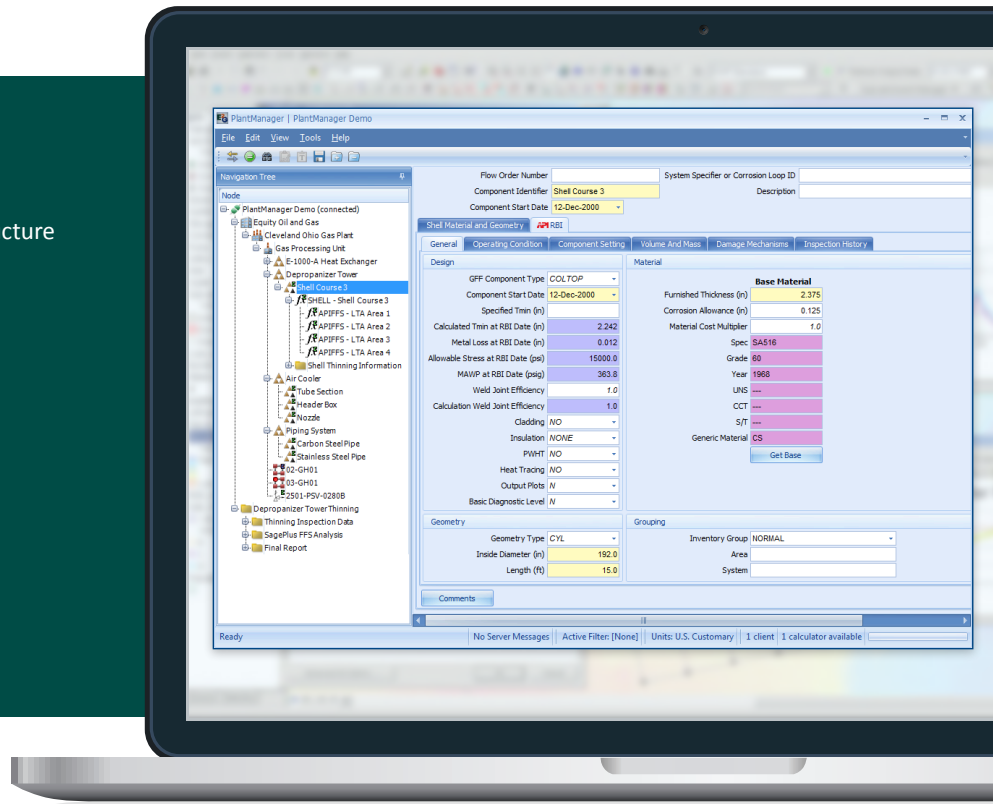 cture
PlantManager | PlantManager Demo
File Edit View Tools Help
Navigation Tree
Node
PlantManager Demo (connected)
Equity Oil and Gas
Cleveland Ohio Gas Plant
Gas Processing Unit
E-1000-A Heat Exchanger
Depropanizer Tower
Shell Course 3
SHELL - Shell Course 3
APIFFS - LTA Area 1
APIFFS - LTA Area 2
APIFFS - LTA Area 3
APIFFS - LTA Area 4
Shell Thinning Information
Air Cooler
Tube Section
Header Box
Nozzle
Piping System
Carbon Steel Pipe
Stainless Steel Pipe
02-GH01
03-GH01
2501-PSV-0280B
Depropanizer Tower Thinning
Thinning Inspection Data
SagePlus FFS Analysis
Final Report
Flow Order Number System Specifier or Corrosion Loop ID
Component Identifier Shell Course 3 Description
Component Start Date 12-Dec-2000
Shell Material and Geometry API RBI
General Operating Condition Component Setting Volume And Mass Damage Mechanisms Inspection History
Design
GFF Component Type COLTOP
Component Start Date 12-Dec-2000
Specified Tmin (in)
Calculated Tmin at RBI Date (in) 2.242
Metal Loss at RBI Date (in) 0.012
Allowable Stress at RBI Date (psi) 15000.0
MAWP at RBI Date (psig) 363.8
Weld Joint Efficiency 1.0
Calculation Weld Joint Efficiency 1.0
Cladding NO
Insulation NONE
PWHT NO
Heat Tracing NO
Output Plots N
Basic Diagnostic Level N
Material
Base Material
Furnished Thickness (in) 2.375
Corrosion Allowance (in) 0.125
Material Cost Multiplier 1.0
Spec SA516
Grade 60
Year 1968
UNS ---
CCT ---
S/T ---
Generic Material CS
Get Base
Geometry
Geometry Type CYL
Inside Diameter (in) 192.0
Length (ft) 15.0
Grouping
Inventory Group NORMAL
Area
System
Comments
Ready No Server Messages Active Filter: [None] Units: U.S. Customary 1 client 1 calculator available